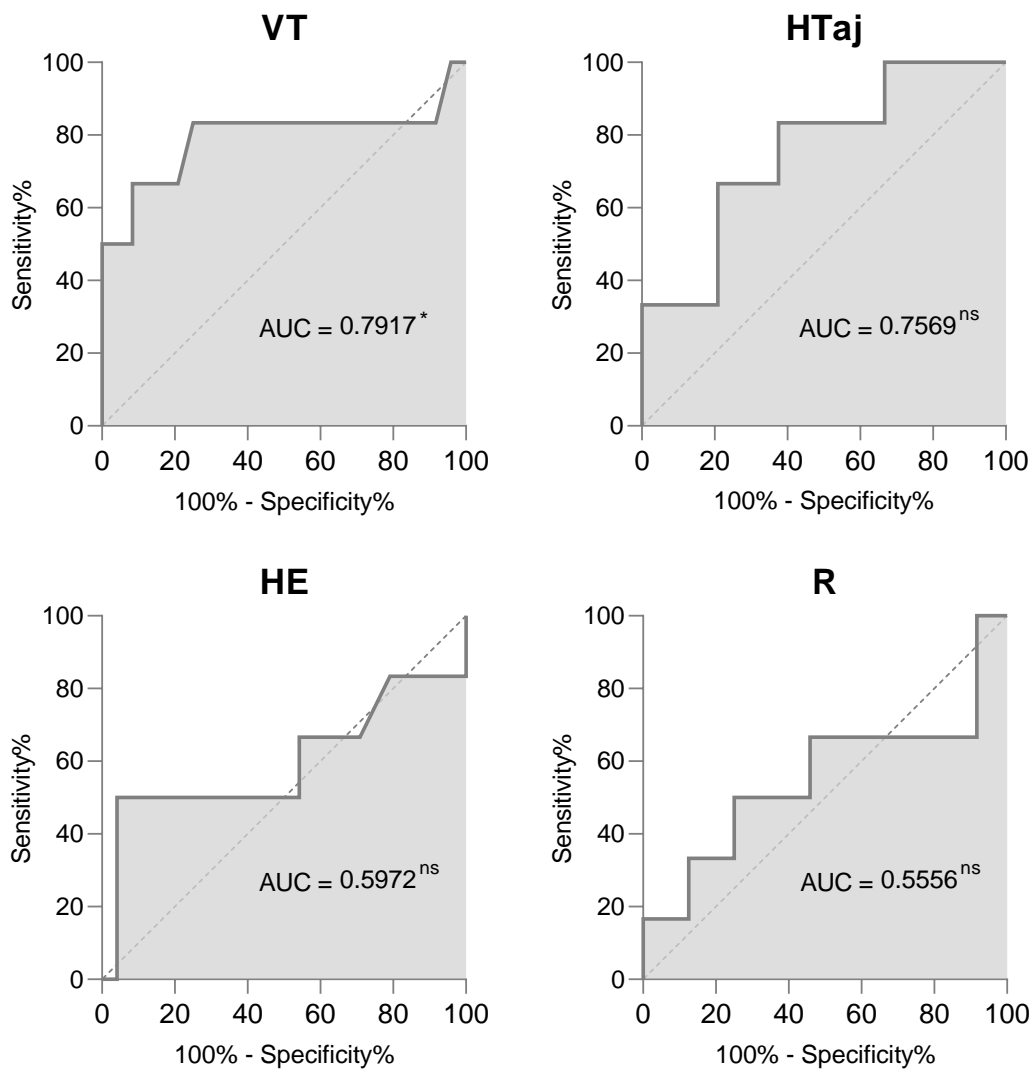 VT
100
80
60
40
20
0
Sensitivity%
AUC = 0.7917*
0 20 40 60 80 100
100% - Specificity%
HTaj
100
80
60
40
20
0
Sensitivity%
AUC = 0.7569ns
0 20 40 60 80 100
100% - Specificity%
HE
100
80
60
40
20
0
Sensitivity%
AUC = 0.5972ns
0 20 40 60 80 100
100% - Specificity%
R
100
80
60
40
20
0
Sensitivity%
AUC = 0.5556ns
0 20 40 60 80 100
100% - Specificity%